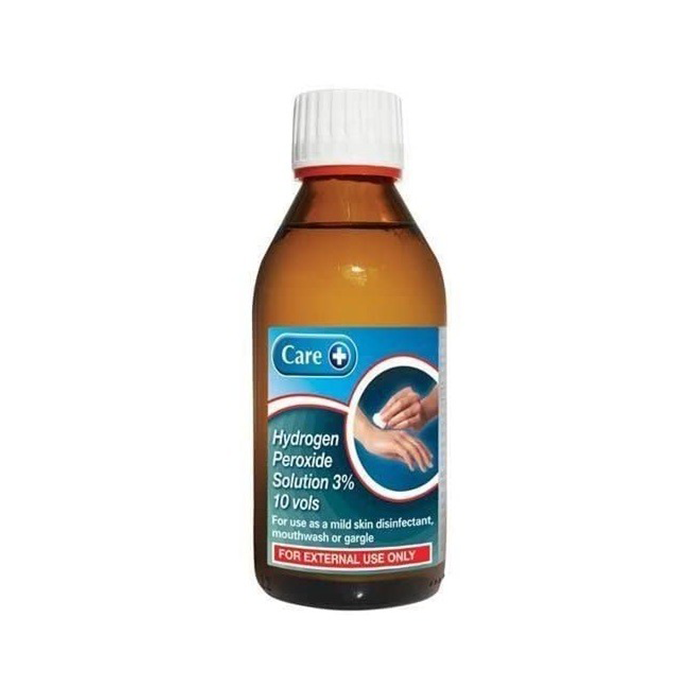 Care
Hydrogen
Peroxide
Solution 3%
10 vols
For use as a mild skin disinfectant,
mouthwash or gargle
FOR EXTERNAL USE ONLY